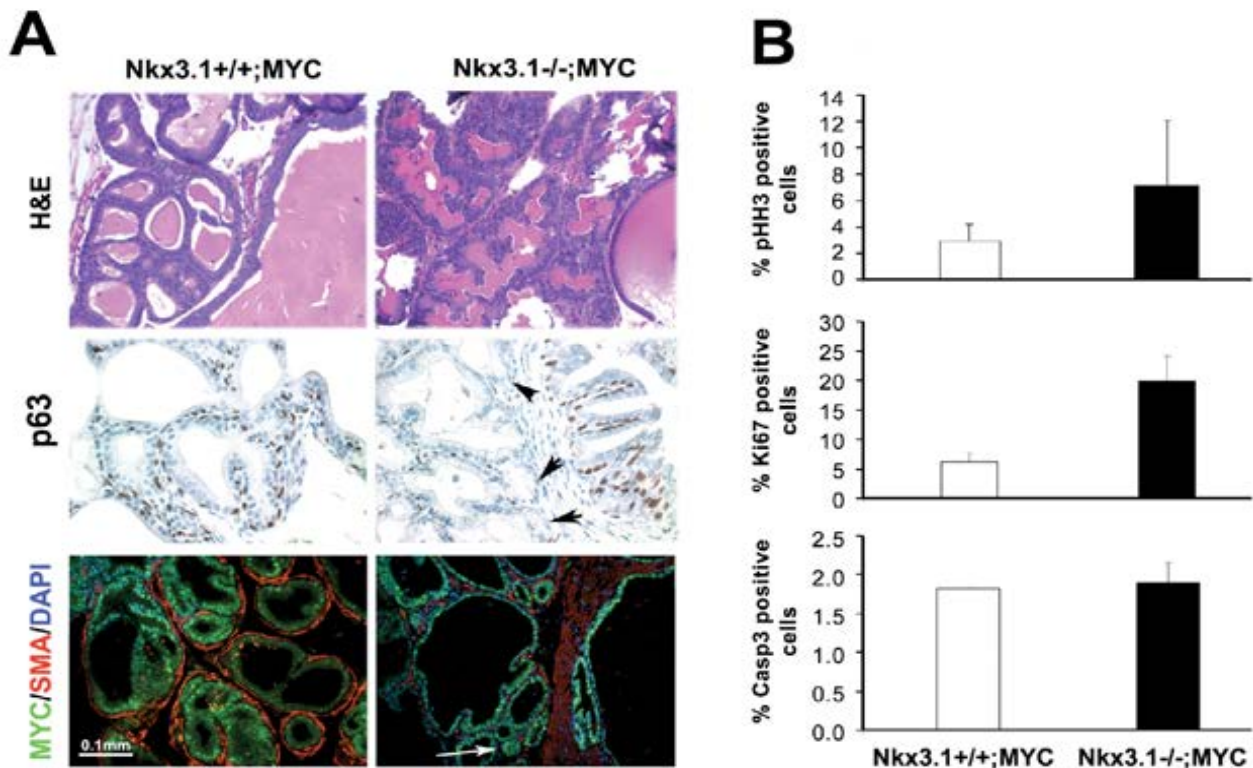 A
Nkx3.1+/+;MYC
Nkx3.1-/-;MYC
H&E
p63
MYC/SMA/DAPI
0.1mm
B
% pHH3 positive
cells
14
12
10
8
6
4
2
0
% Ki67 positive
cells
30
25
20
15
10
5
0
% Casp3 positive
cells
2.5
2.0
1.5
1.0
0.5
0.0
Nkx3.1+/+;MYC
Nkx3.1-/-;MYC